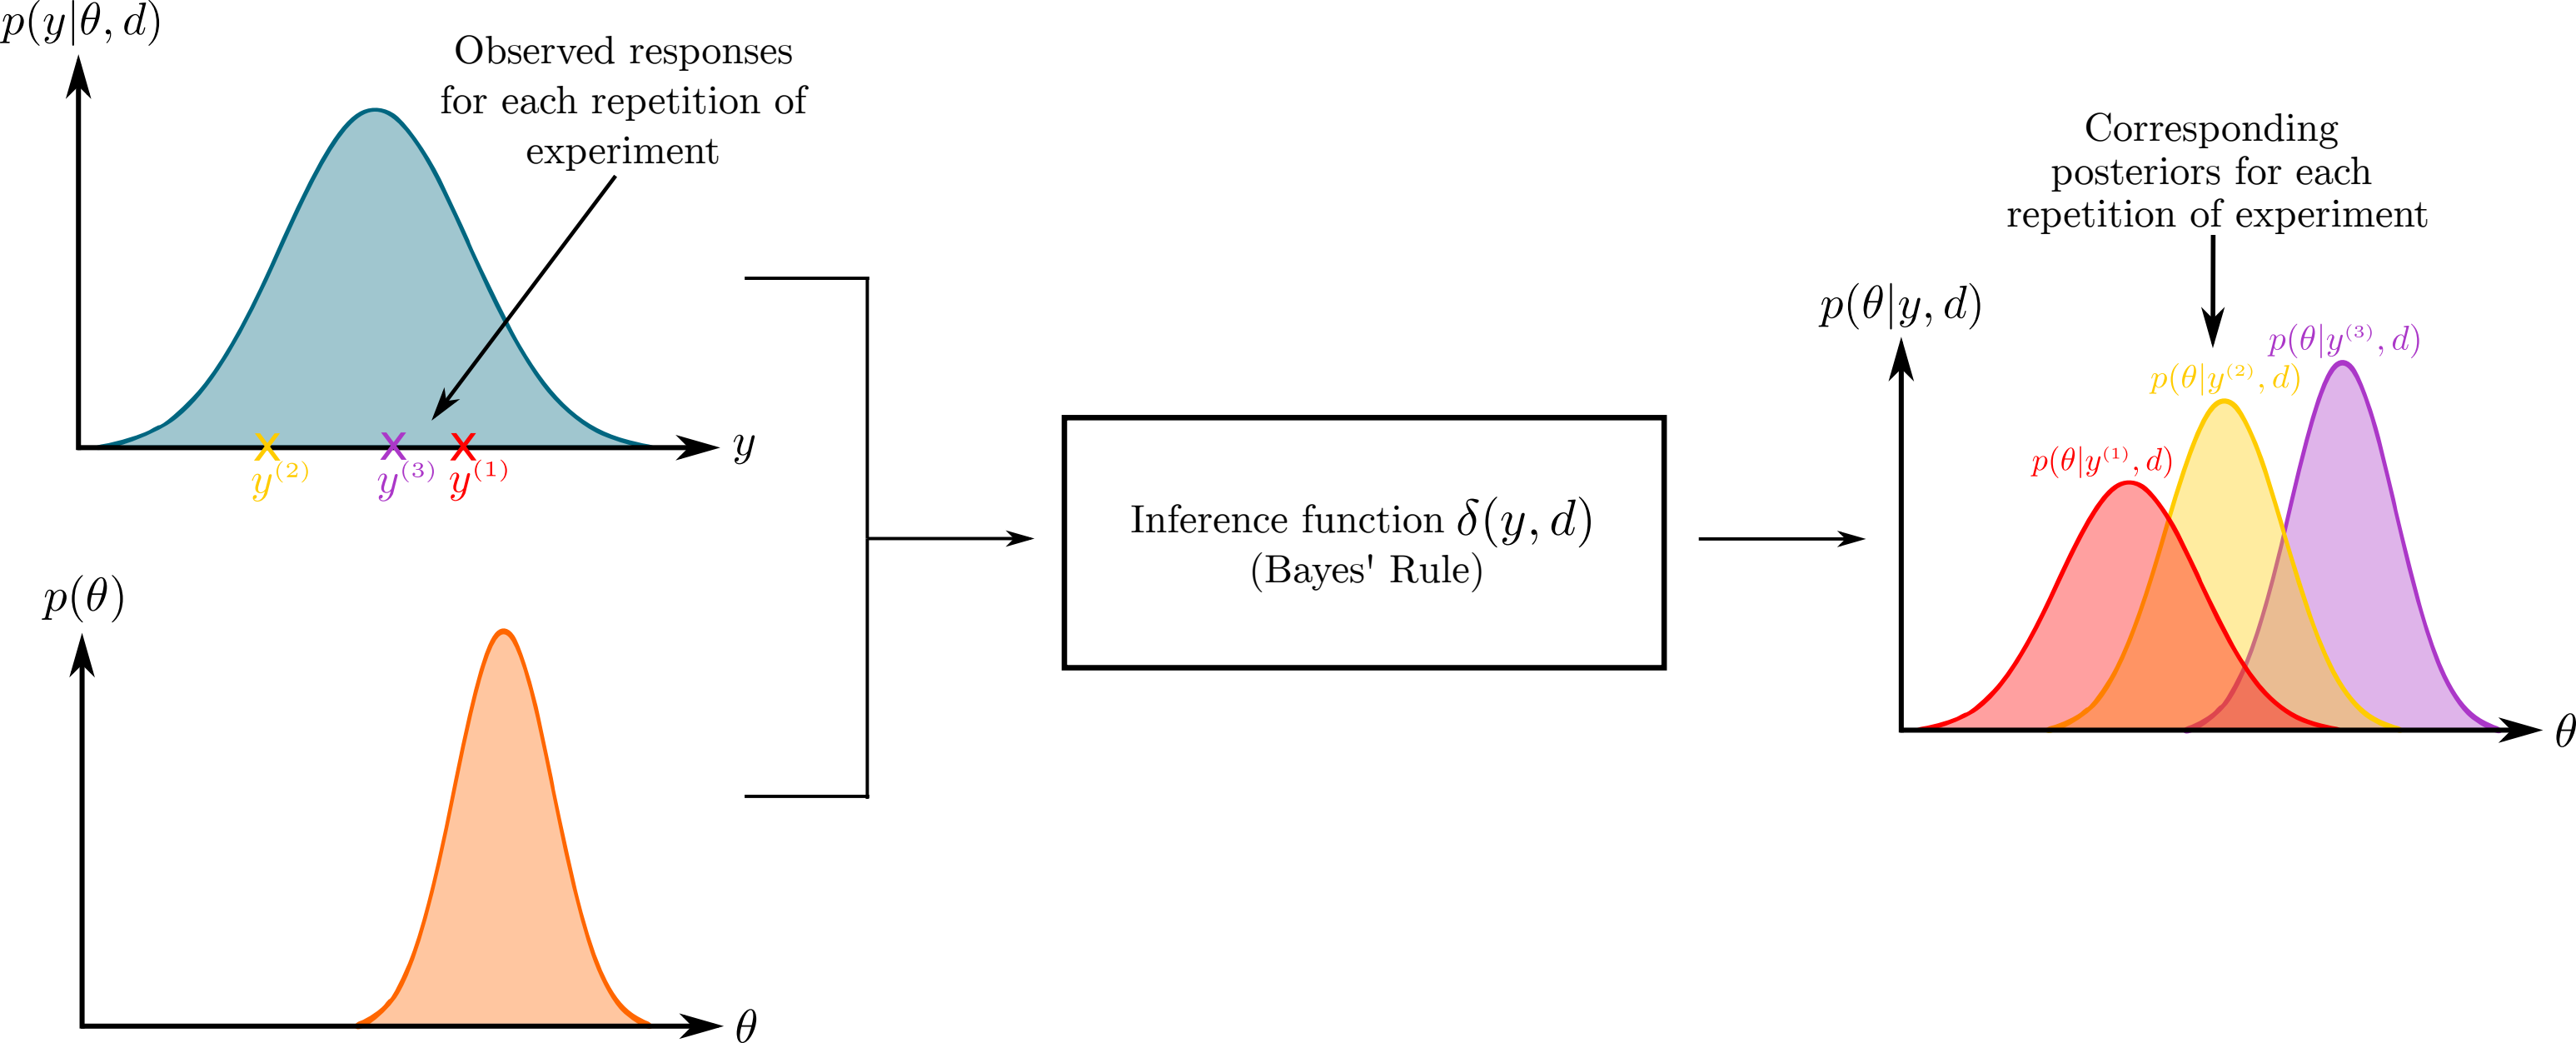 p(y|θ, d)
Observed responses
for each repetition of
experiment
y
y⁽²⁾
y⁽³⁾
y⁽¹⁾
p(θ)
θ
Inference function δ(y, d)
(Bayes' Rule)
Corresponding
posteriors for each
repetition of experiment
p(θ|y, d)
p(θ|y⁽³⁾, d)
p(θ|y⁽²⁾, d)
p(θ|y⁽¹⁾, d)
θ